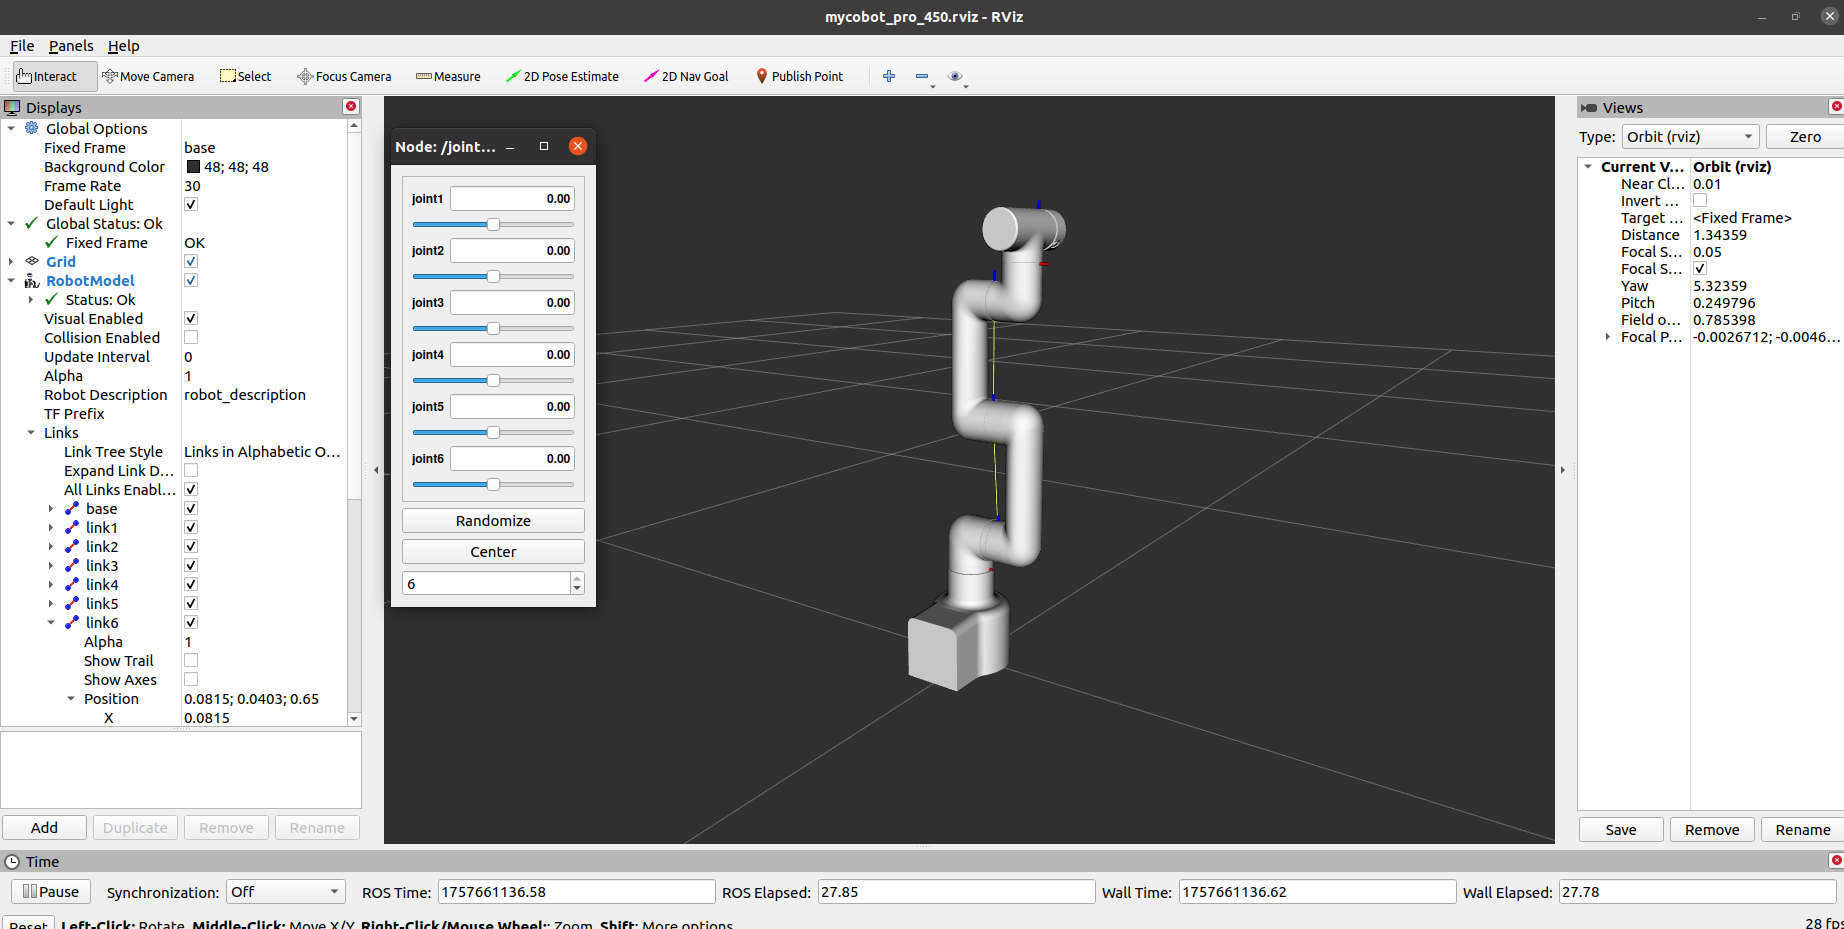 mycobot_pro_450.rviz - RViz
File Panels Help
Interact Move Camera Select Focus Camera Measure 2D Pose Estimate 2D Nav Goal Publish Point
Displays
Global Options
Fixed Frame base
Background Color 48; 48; 48
Frame Rate 30
Default Light
Global Status: Ok
Fixed Frame OK
Grid
RobotModel
Status: Ok
Visual Enabled
Collision Enabled
Update Interval 0
Alpha 1
Robot Description robot_description
TF Prefix
Links
Link Tree Style Links in Alphabetic O...
Expand Link D...
All Links Enabl...
base
link1
link2
link3
link4
link5
link6
Alpha 1
Show Trail
Show Axes
Position 0.0815; 0.0403; 0.65
X 0.0815
Add Duplicate Remove Rename
Node: /joint...
joint1 0.00
joint2 0.00
joint3 0.00
joint4 0.00
joint5 0.00
joint6 0.00
Randomize
Center
6
Views
Type: Orbit (rviz) Zero
Current V... Orbit (rviz)
Near Cl... 0.01
Invert ...
Target ... <Fixed Frame>
Distance 1.34359
Focal S... 0.05
Focal S...
Yaw 5.32359
Pitch 0.249796
Field o... 0.785398
Focal P... -0.0026712; -0.0046...
Save Remove Rename
Time
Pause Synchronization: Off ROS Time: 1757661136.58 ROS Elapsed: 27.85 Wall Time: 1757661136.62 Wall Elapsed: 27.78
Reset Left-Click: Rotate. Middle-Click: Move X/Y. Right-Click/Mouse Wheel:: Zoom. Shift: More options. 28 fps